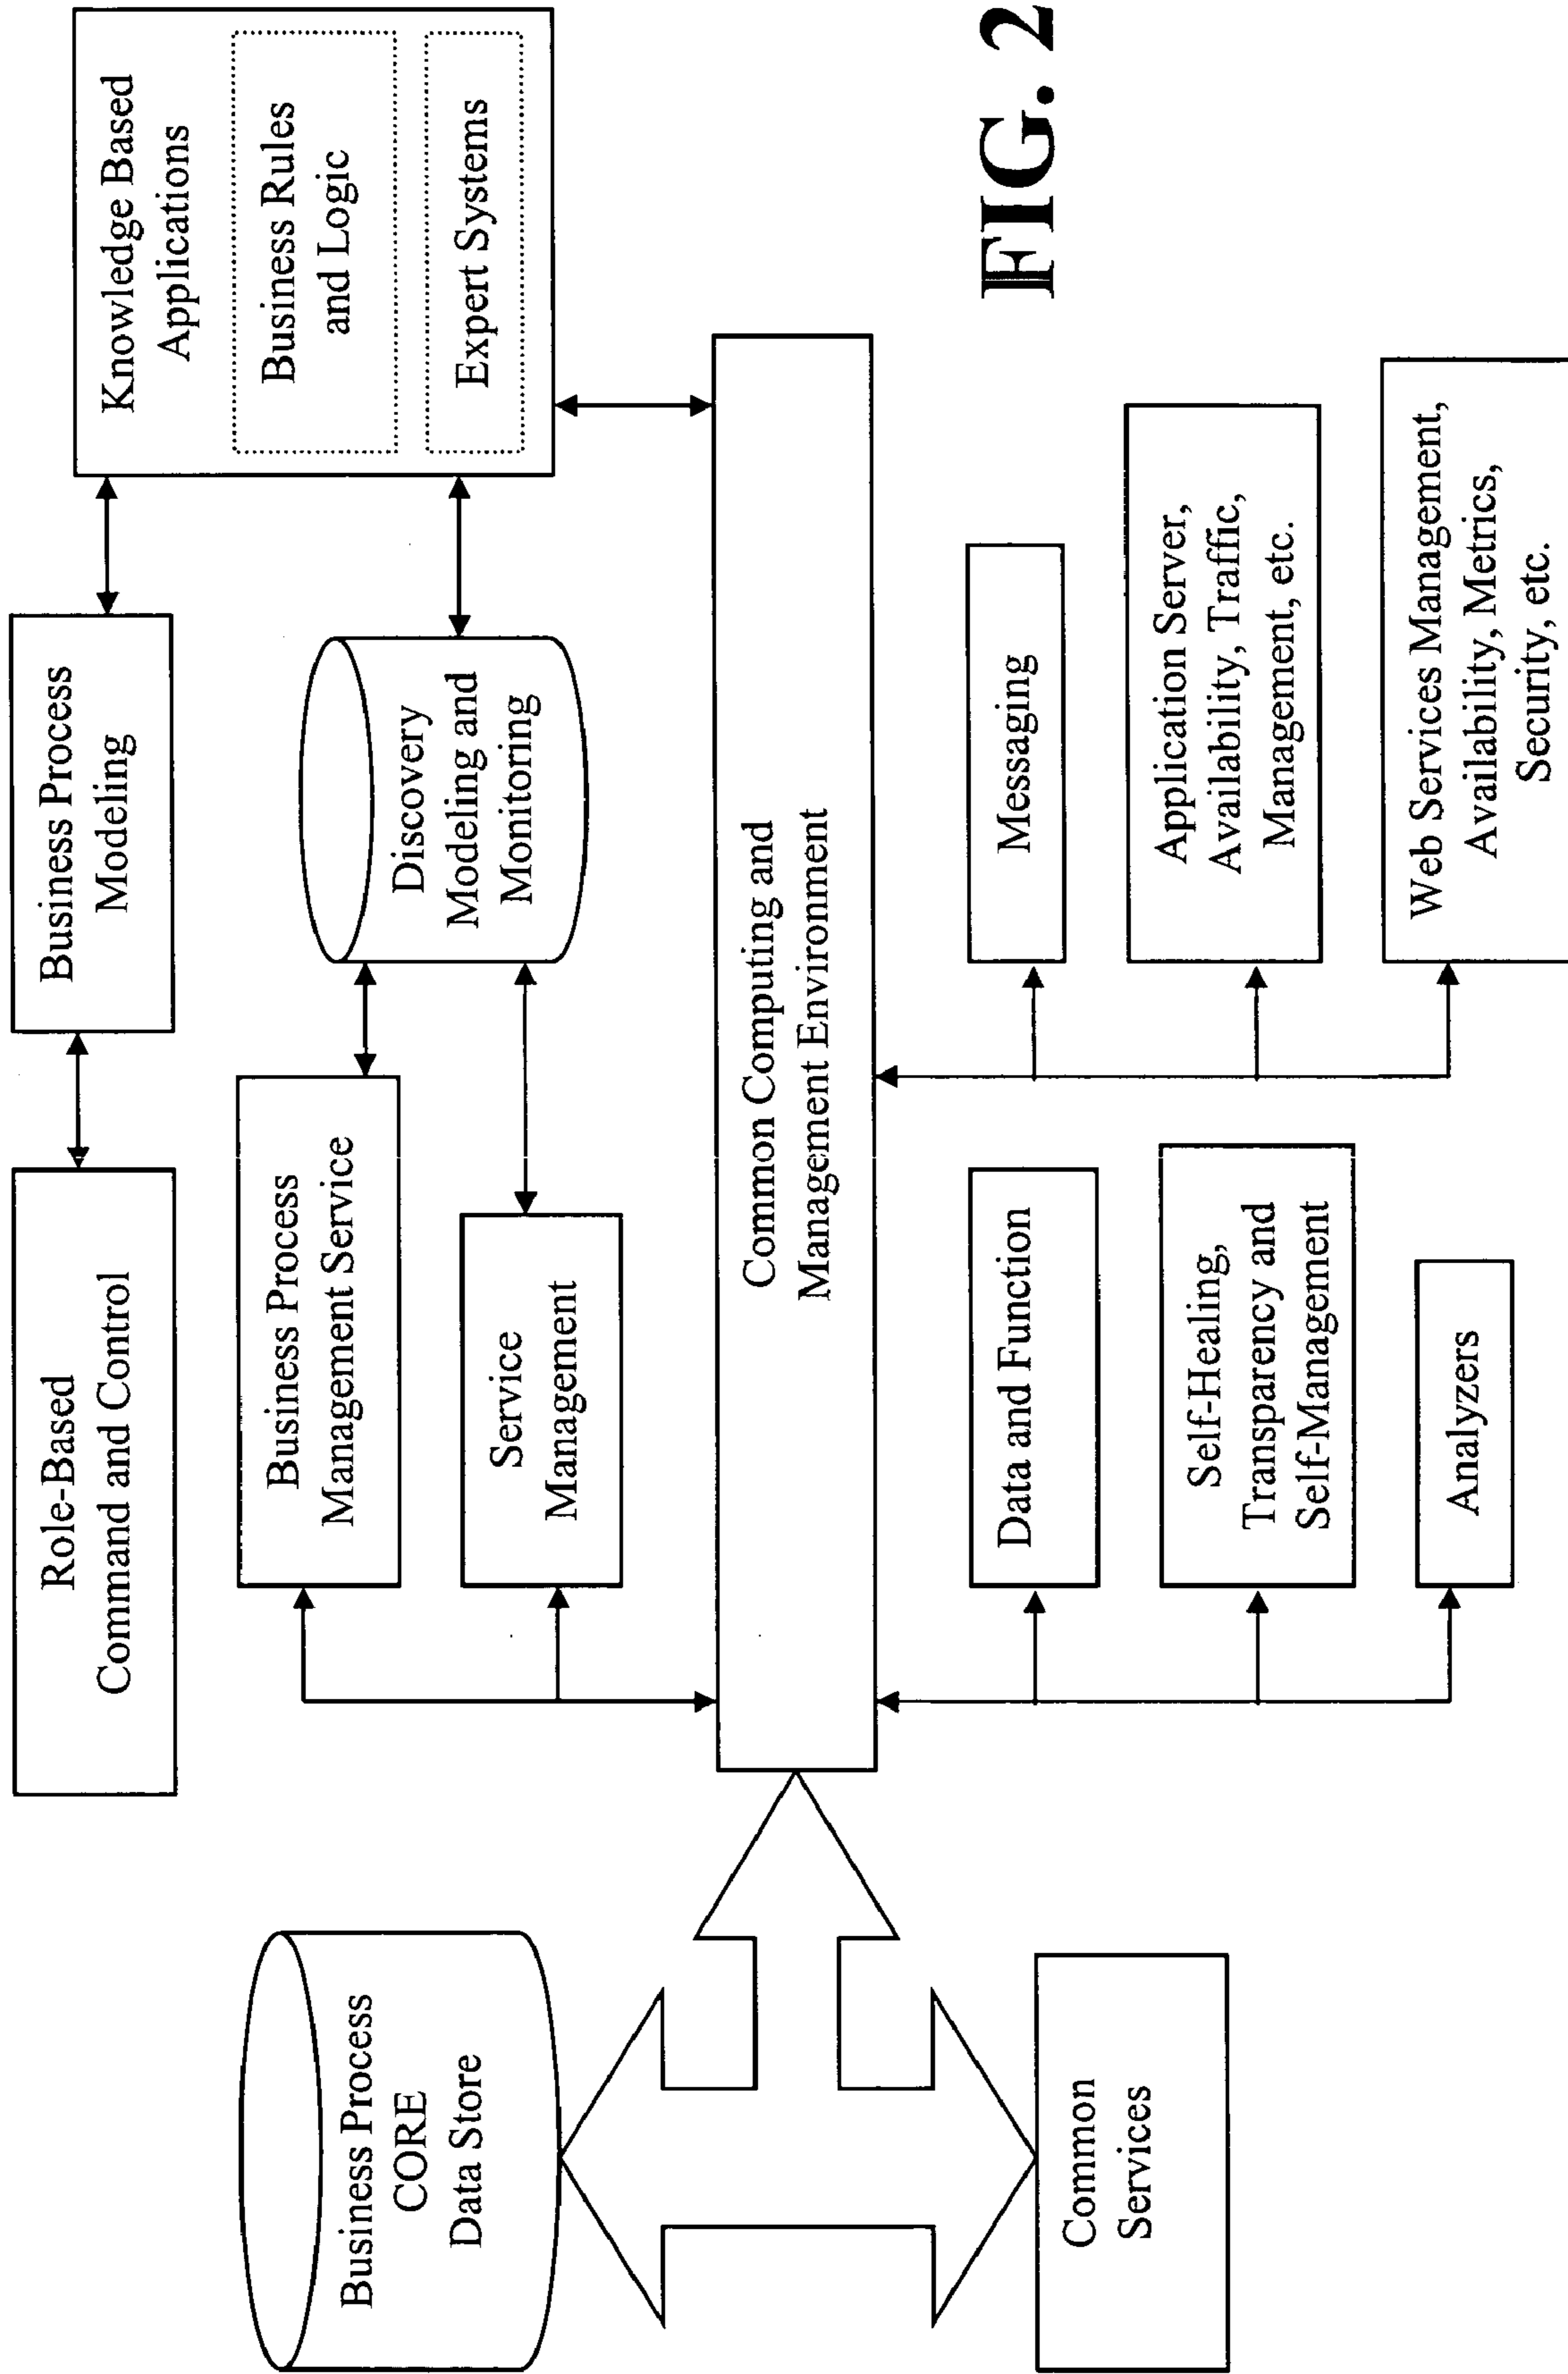 Role-Based
Command and Control
Business Process
Modeling
Knowledge Based
Applications
Business Rules
and Logic
Expert Systems
Business Process
CORE
Data Store
Business Process
Management Service
Service
Management
Discovery
Modeling and
Monitoring
Common Computing and
Management Environment
Common
Services
Data and Function
Self-Healing,
Transparency and
Self-Management
Analyzers
Messaging
Application Server,
Availability, Traffic,
Management, etc.
Web Services Management,
Availability, Metrics,
Security, etc.
FIG. 2